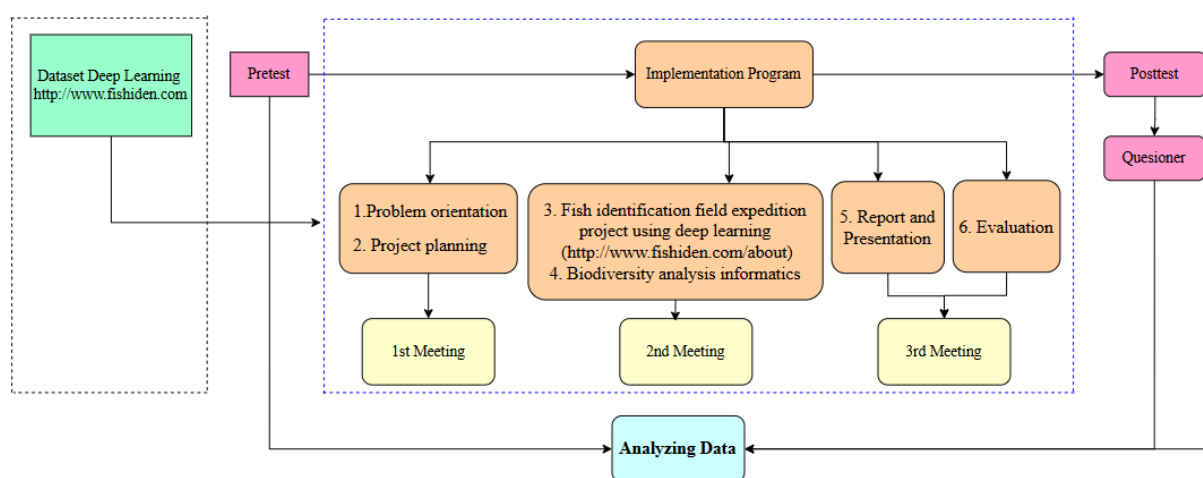 Dataset Deep Learning
http://www.fishiden.com
Pretest
Implementation Program
Posttest
Quesioner
1.Problem orientation
2. Project planning
3. Fish identification field expedition
project using deep learning
(http://www.fishiden.com/about)
4. Biodiversity analysis informatics
5. Report and
Presentation
6. Evaluation
1st Meeting
2nd Meeting
3rd Meeting
Analyzing Data